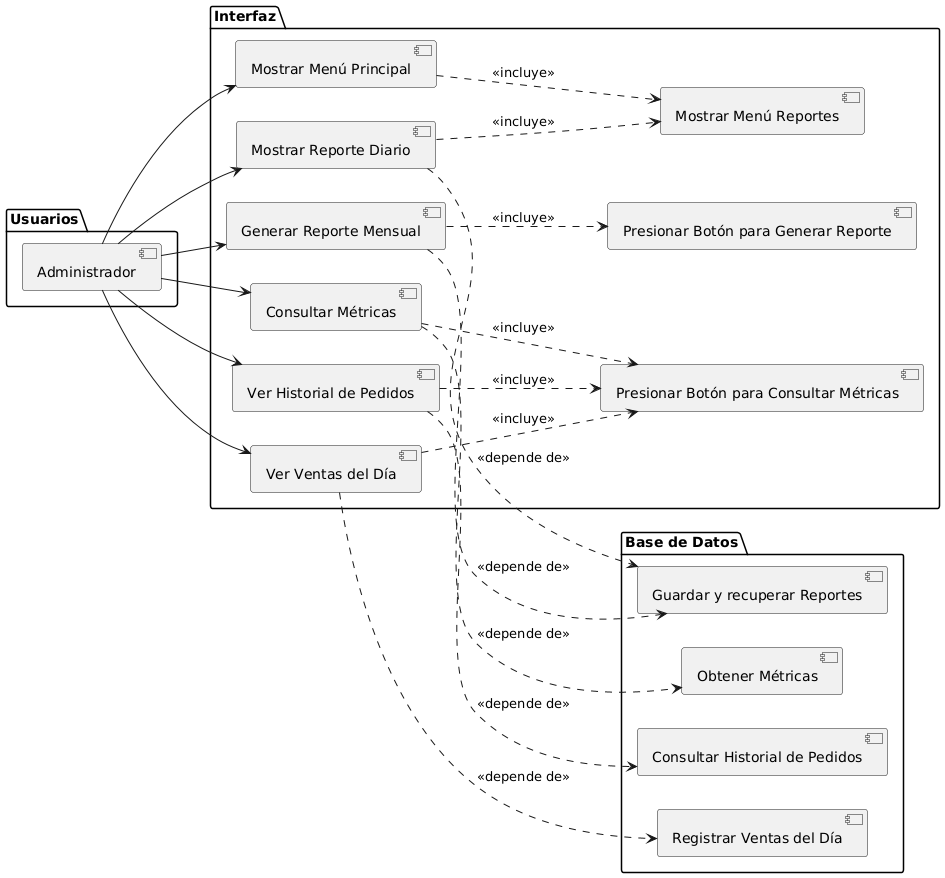 Interfaz
Mostrar Menú Principal
«incluye»
Mostrar Menú Reportes
«incluye»
Mostrar Reporte Diario
Usuarios
Administrador
Generar Reporte Mensual
«incluye»
Presionar Botón para Generar Reporte
Consultar Métricas
«incluye»
Ver Historial de Pedidos
«incluye»
Presionar Botón para Consultar Métricas
«incluye»
Ver Ventas del Día
«depende de»
Base de Datos
«depende de»
Guardar y recuperar Reportes
«depende de»
Obtener Métricas
«depende de»
Consultar Historial de Pedidos
«depende de»
Registrar Ventas del Día